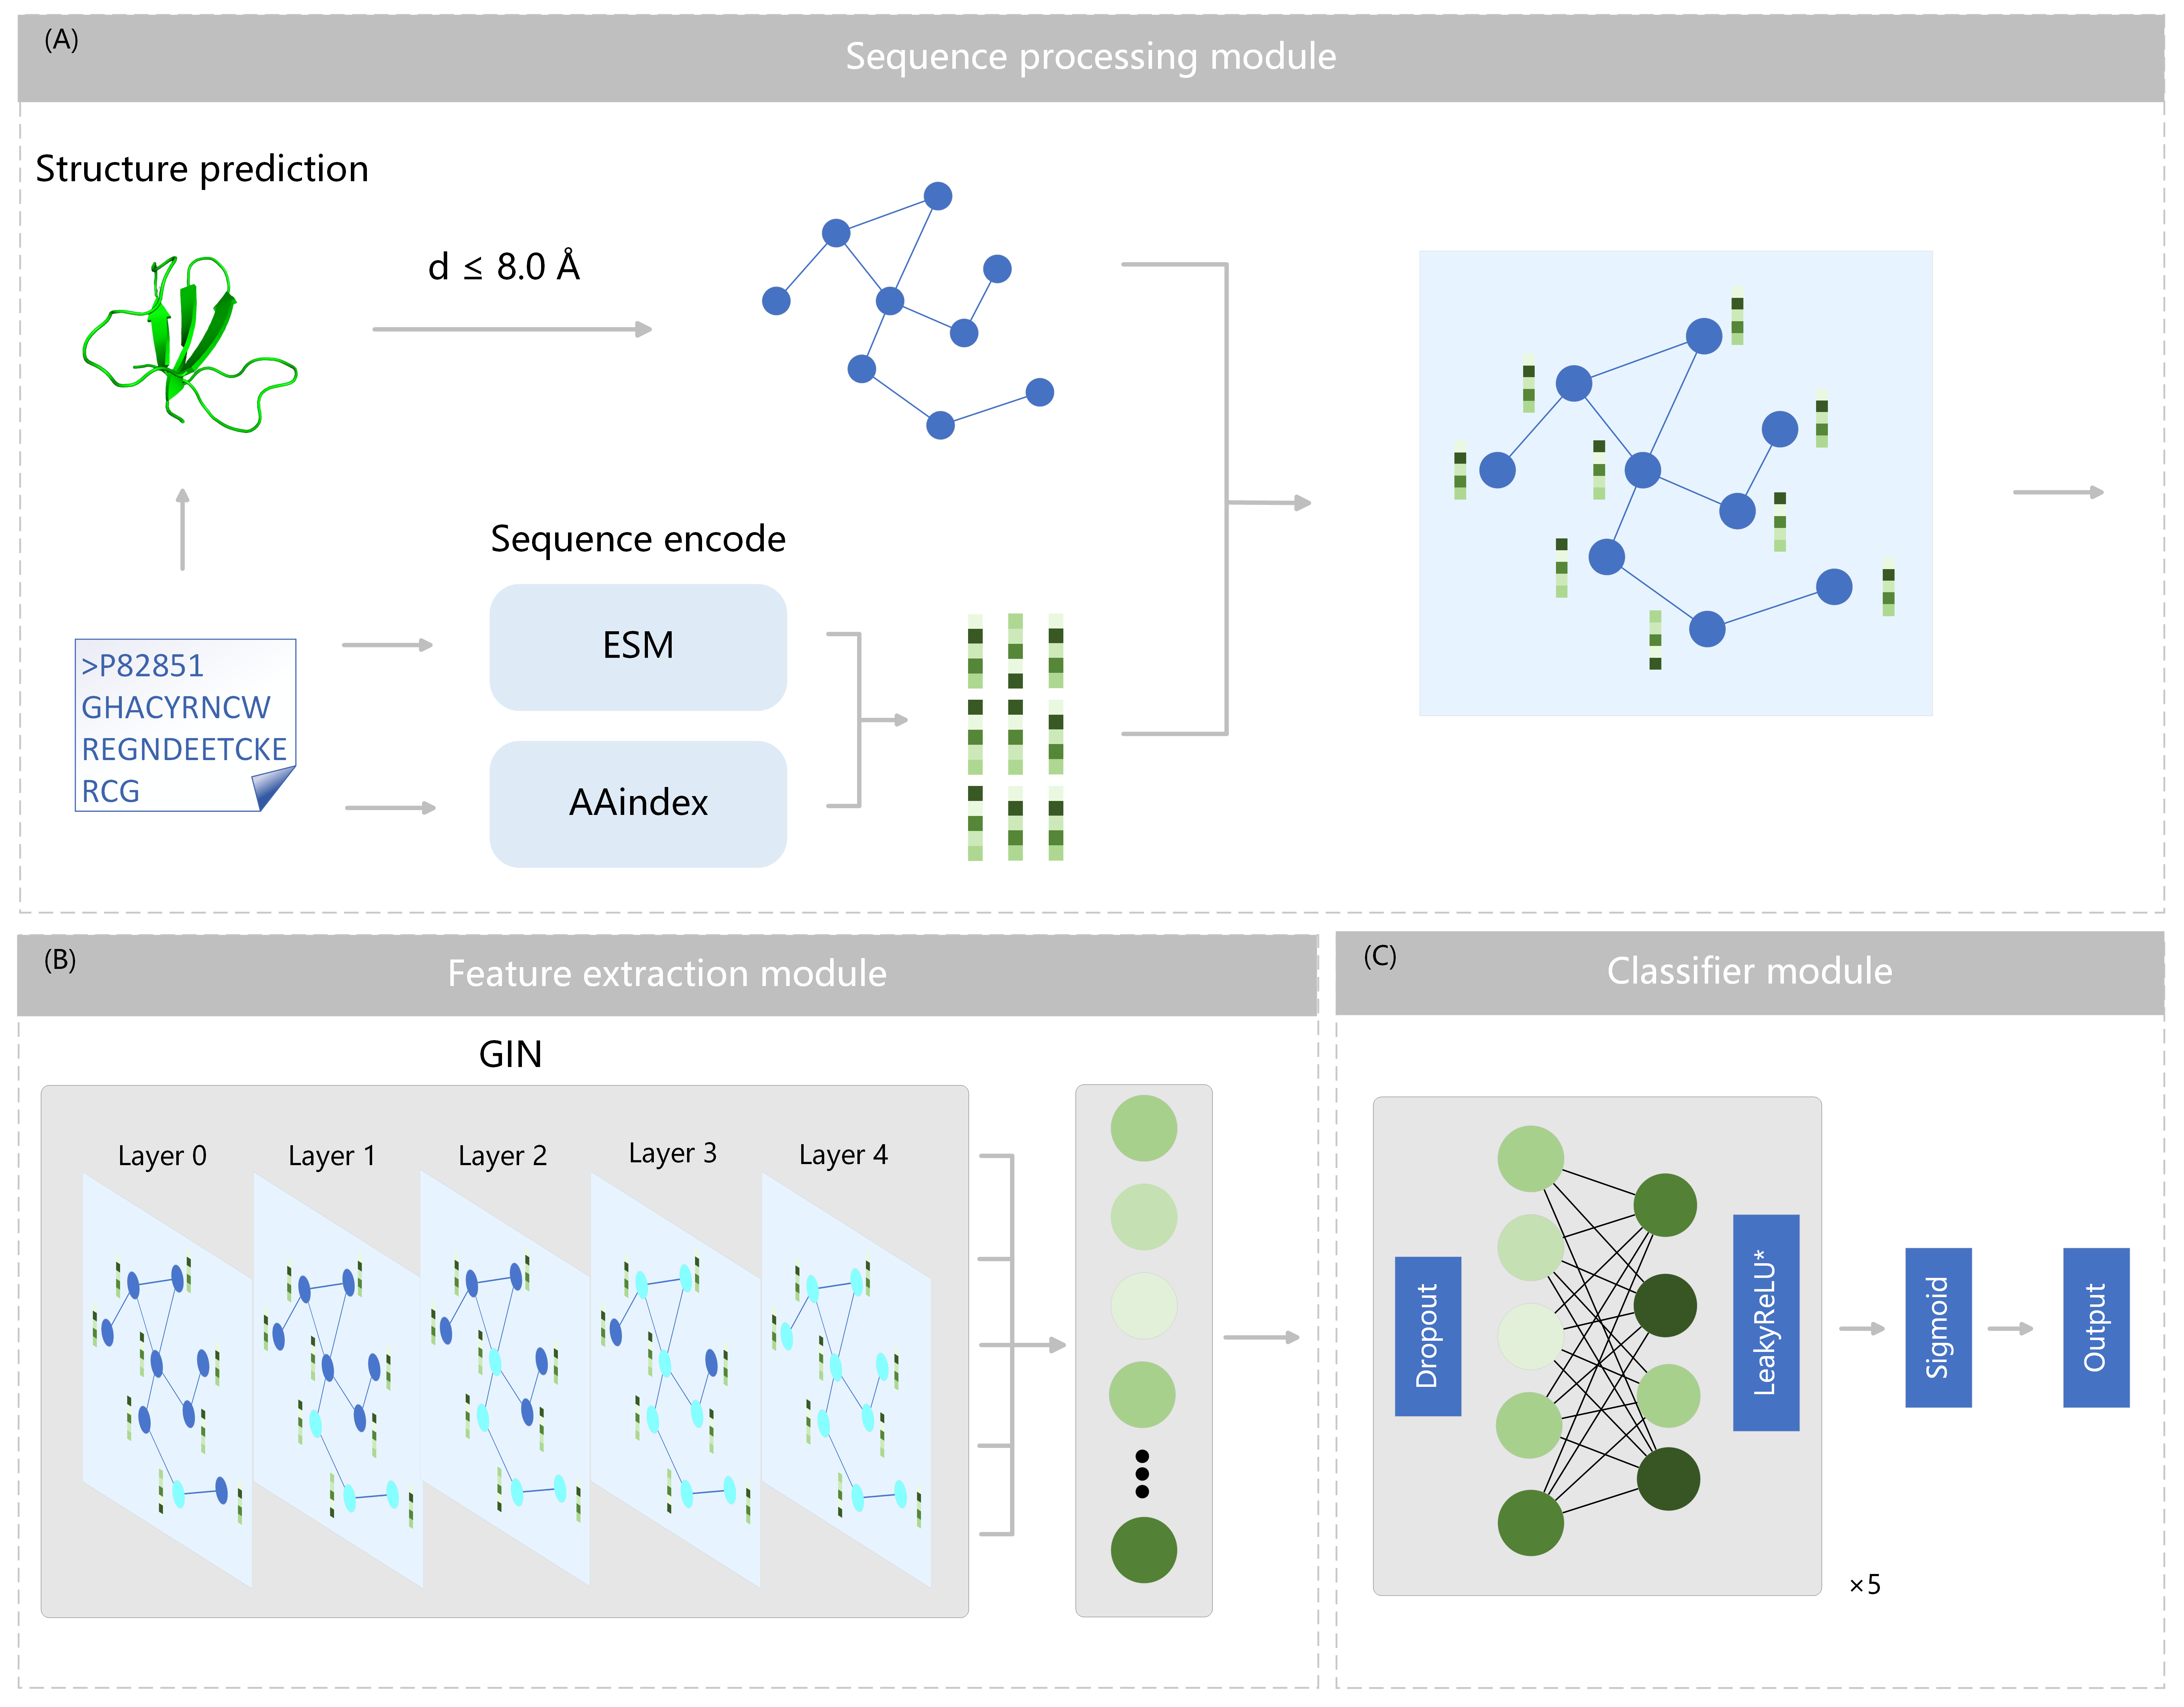 (A)
Sequence processing module
Structure prediction
d ≤ 8.0 Å
Sequence encode
ESM
AAindex
>P82851
GHACYRNCW
REGNDEETCKE
RCG
(B)
Feature extraction module
GIN
Layer 0
Layer 1
Layer 2
Layer 3
Layer 4
(C)
Classifier module
Dropout
LeakyReLU*
Sigmoid
Output
×5